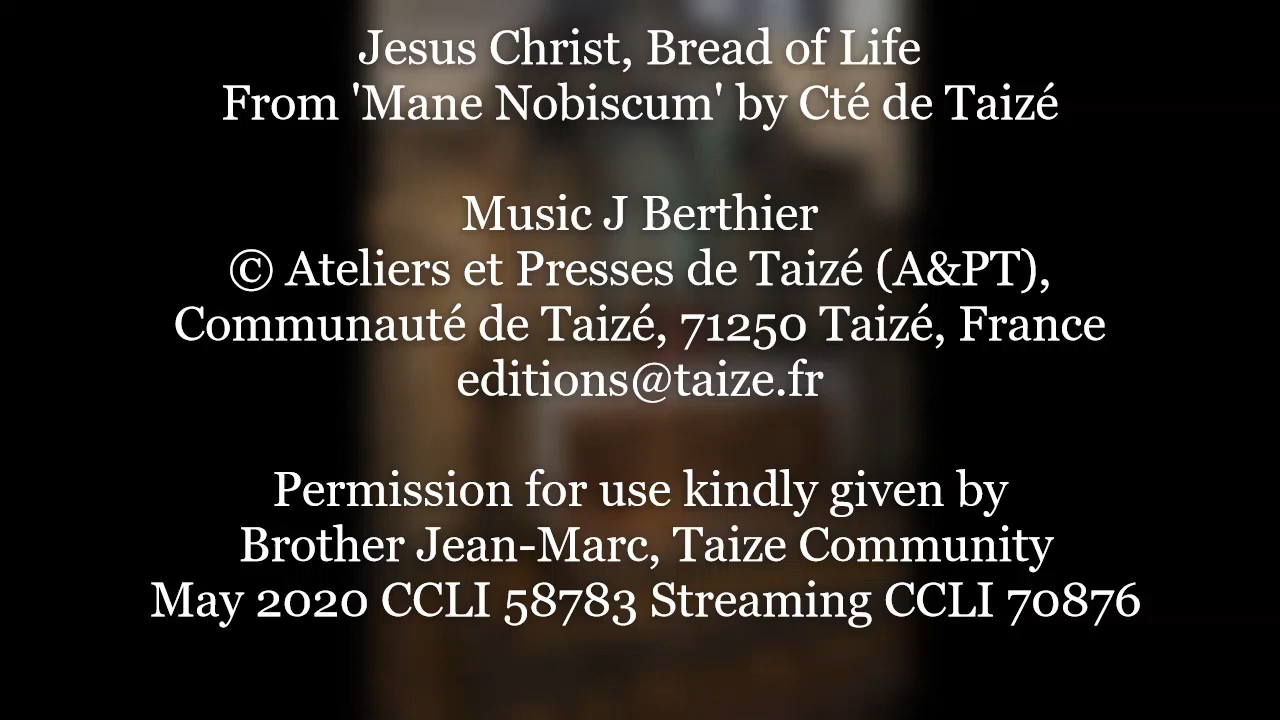 Jesus Christ, Bread of Life
From 'Mane Nobiscum' by Cté de Taizé
Music J Berthier
© Ateliers et Presses de Taizé (A&PT),
Communauté de Taizé, 71250 Taizé, France
editions@taize.fr
Permission for use kindly given by
Brother Jean-Marc, Taize Community
May 2020 CCLI 58783 Streaming CCLI 70876